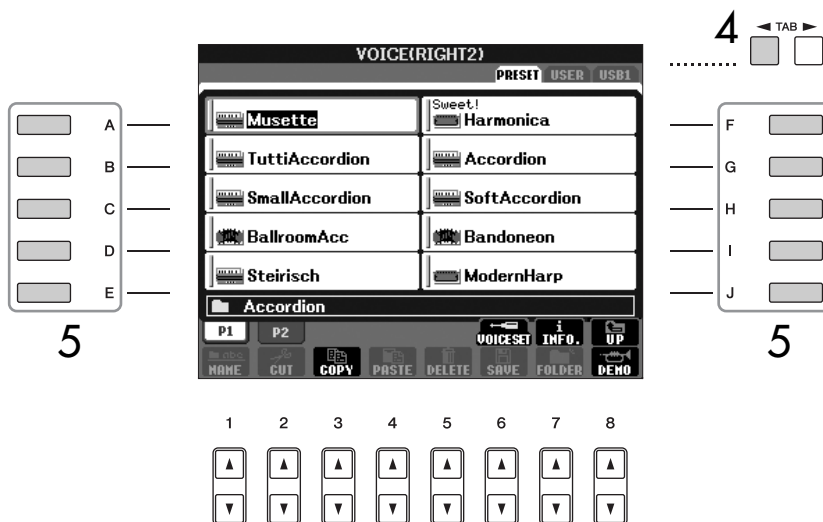 4 ◄ TAB ►
VOICE(RIGHT2)
PRESET USER USB1
A Musette Sweet! Harmonica F
B TuttiAccordion Accordion G
C SmallAccordion SoftAccordion H
D BallroomAcc Bandoneon I
E Steirisch ModernHarp J
Accordion
P1 P2 VOICESET i INFO. UP
5 5
abc
NAME CUT COPY PASTE DELETE SAVE FOLDER DEMO
1 2 3 4 5 6 7 8